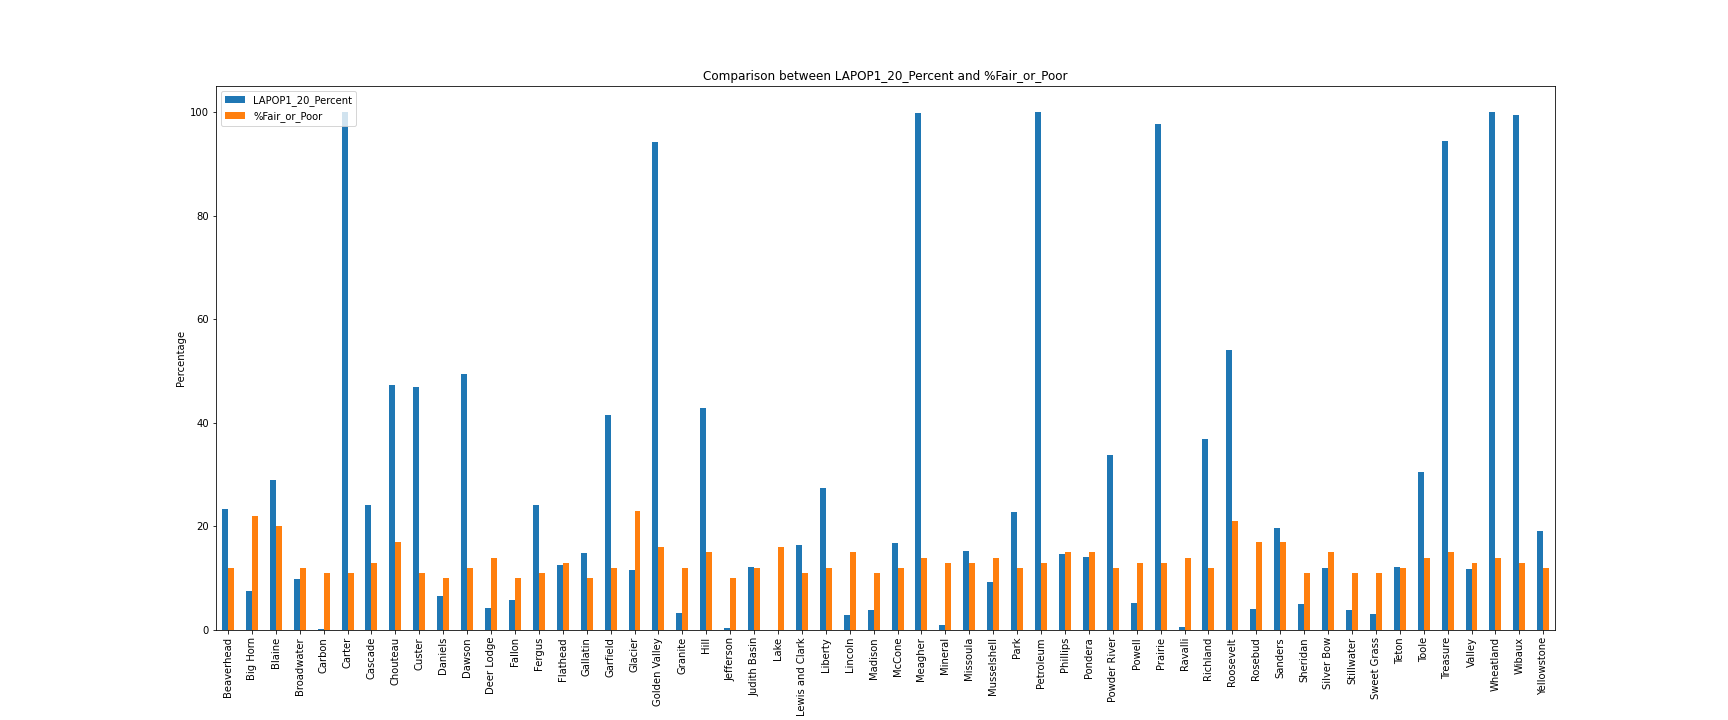 Comparison between LAPOP1_20_Percent and %Fair_or_Poor
LAPOP1_20_Percent
%Fair_or_Poor
Percentage
100
80
60
40
20
0
Beaverhead
Big Horn
Blaine
Broadwater
Carbon
Carter
Cascade
Chouteau
Custer
Daniels
Dawson
Deer Lodge
Fallon
Fergus
Flathead
Gallatin
Garfield
Glacier
Golden Valley
Granite
Hill
Jefferson
Judith Basin
Lake
Lewis and Clark
Liberty
Lincoln
Madison
McCone
Meagher
Mineral
Missoula
Musselshell
Park
Petroleum
Phillips
Pondera
Powder River
Powell
Prairie
Ravalli
Richland
Roosevelt
Rosebud
Sanders
Sheridan
Silver Bow
Stillwater
Sweet Grass
Teton
Toole
Treasure
Valley
Wheatland
Wibaux
Yellowstone